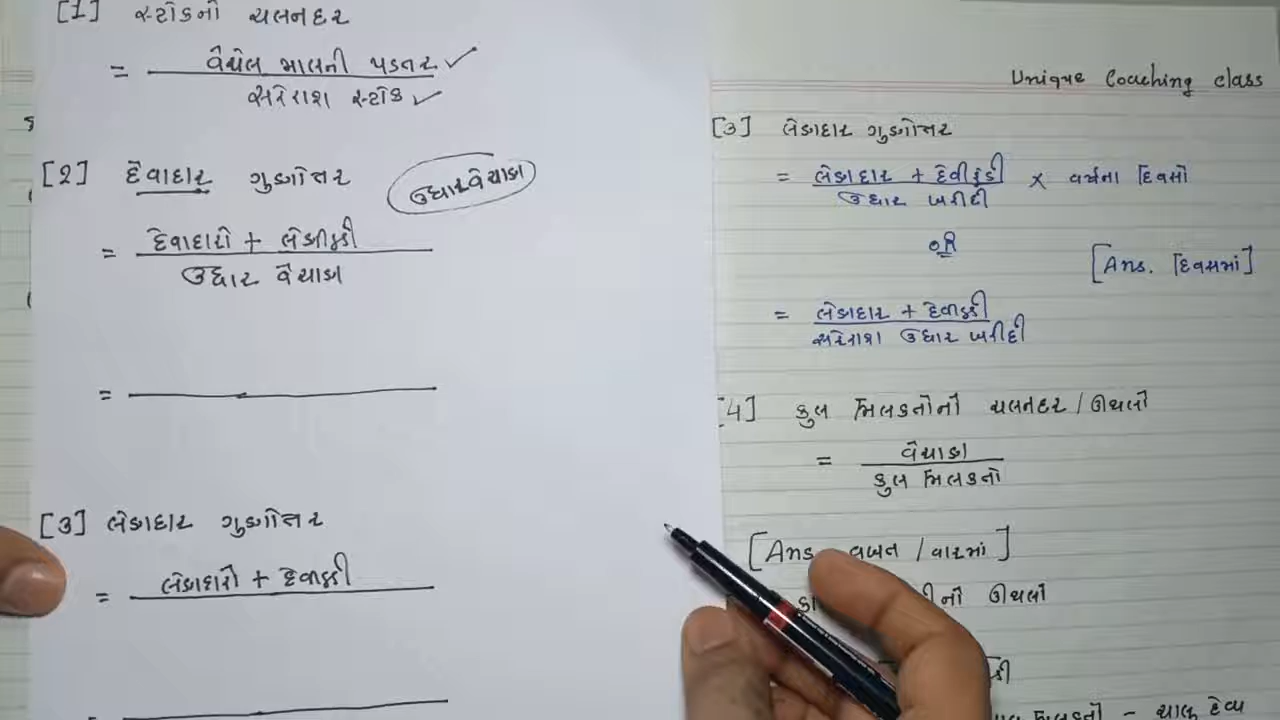 [1] સ્ટોકનો ચલનદર
= વેચેલ માલની પડતર
સરેરાશ સ્ટોક
[2] દેવાદાર ગુણોત્તર
ઉધારવેચાણ
= દેવાદારો + લેણીહૂંડી
ઉધાર વેચાણ
=
[3] લેણદાર ગુણોત્તર
= લેણદારો + દેવીહૂંડી
Unique Coaching class
[3] લેણદાર ગુણોત્તર
= લેણદાર + દેવીહૂંડી × વર્ષના દિવસો
ઉધાર ખરીદી
OR
[Ans. દિવસમાં]
= લેણદાર + દેવીહૂંડી
સરેરાશ ઉધાર ખરીદી
[4] કુલ મિલકતોનો ચલનદર / ઊથલો
= વેચાણ
કુલ મિલકતો
[Ans. વખત / વારમાં]
ઊથલો
મિલકતો - ચાલુ દેવા